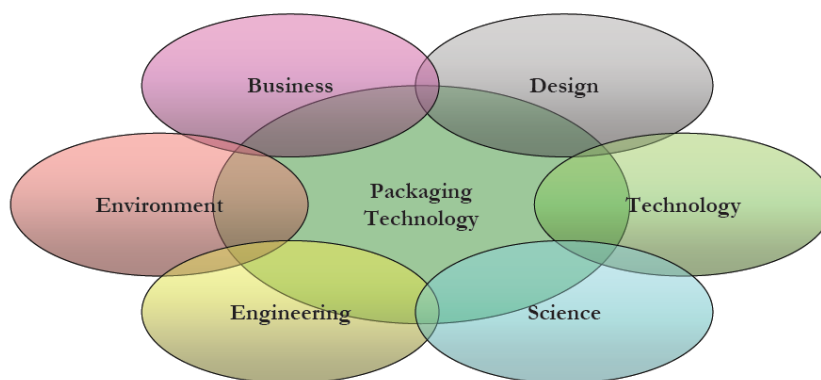 Business
Design
Environment
Packaging
Technology
Technology
Engineering
Science